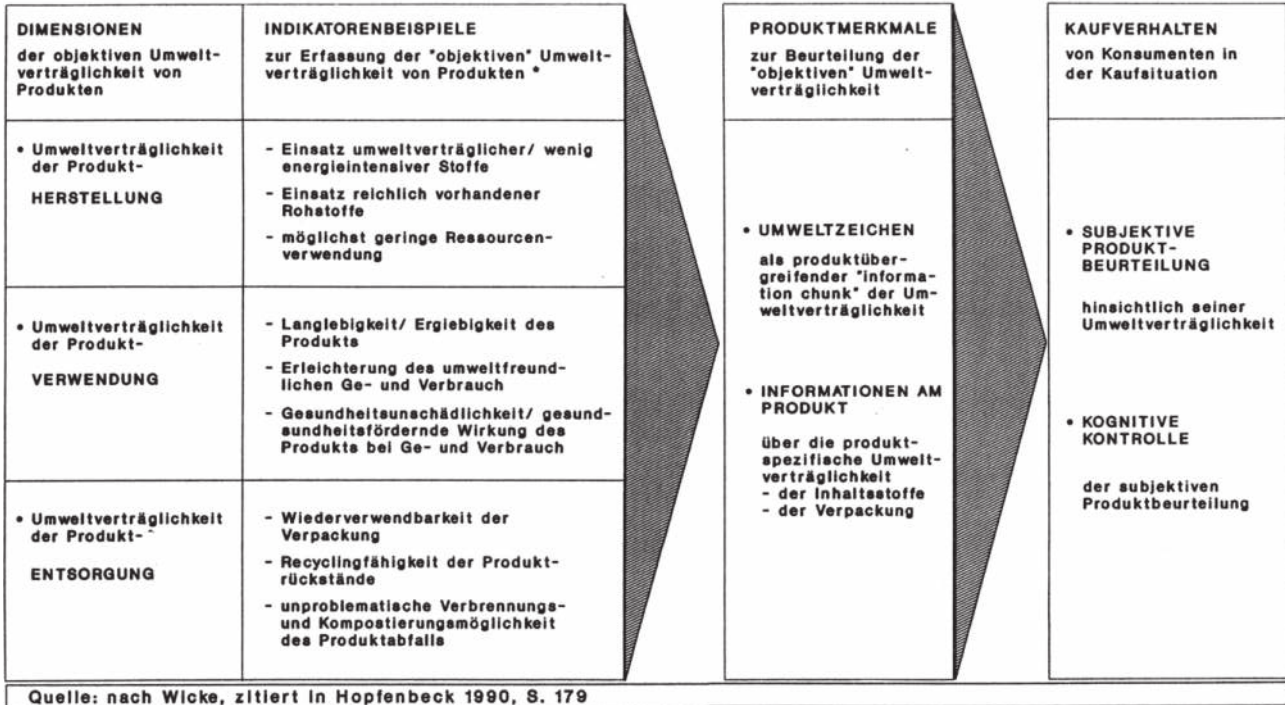 DIMENSIONEN
der objektiven Umwelt-
verträglichkeit von
Produkten
INDIKATORENBEISPIELE
zur Erfassung der "objektiven" Umwelt-
verträglichkeit von Produkten *
PRODUKTMERKMALE
zur Beurteilung der
"objektiven" Umwelt-
verträglichkeit
KAUFVERHALTEN
von Konsumenten in
der Kaufsituation
• Umweltverträglichkeit
der Produkt-
HERSTELLUNG
- Einsatz umweltverträglicher/ wenig
energieintensiver Stoffe
- Einsatz reichlich vorhandener
Rohstoffe
- möglichst geringe Ressourcen-
verwendung
• Umweltverträglichkeit
der Produkt-
VERWENDUNG
- Langlebigkeit/ Ergiebigkeit des
Produkts
- Erleichterung des umweltfreund-
lichen Ge- und Verbrauch
- Gesundheitsunschädlichkeit/ gesund-
sundheitsfördernde Wirkung des
Produkts bei Ge- und Verbrauch
• Umweltverträglichkeit
der Produkt-
ENTSORGUNG
- Wiederverwendbarkeit der
Verpackung
- Recyclingfähigkeit der Produkt-
rückstände
- unproblematische Verbrennungs-
und Kompostierungsmöglichkeit
des Produktabfalls
• UMWELTZEICHEN
als produktüber-
greifender "informa-
tion chunk" der Um-
weltverträglichkeit
• INFORMATIONEN AM
PRODUKT
über die produkt-
spezifische Umwelt-
verträglichkeit
- der Inhaltsstoffe
- der Verpackung
• SUBJEKTIVE
PRODUKT-
BEURTEILUNG
hinsichtlich seiner
Umweltverträglichkeit
• KOGNITIVE
KONTROLLE
der subjektiven
Produktbeurteilung
Quelle: nach Wicke, zitiert in Hopfenbeck 1990, S. 179